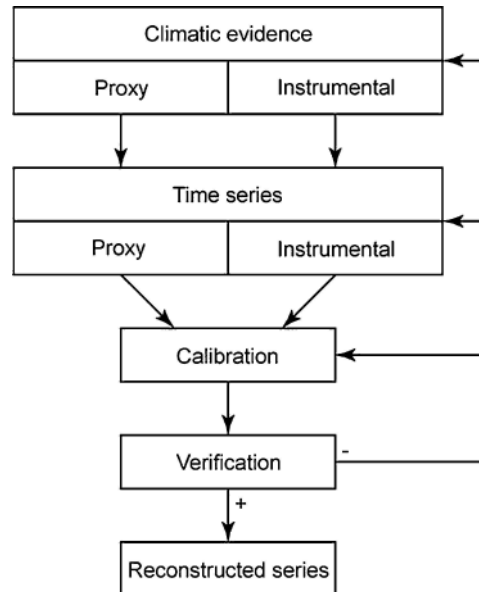 Climatic evidence
Proxy Instrumental
Time series
Proxy Instrumental
Calibration
Verification -
+
Reconstructed series